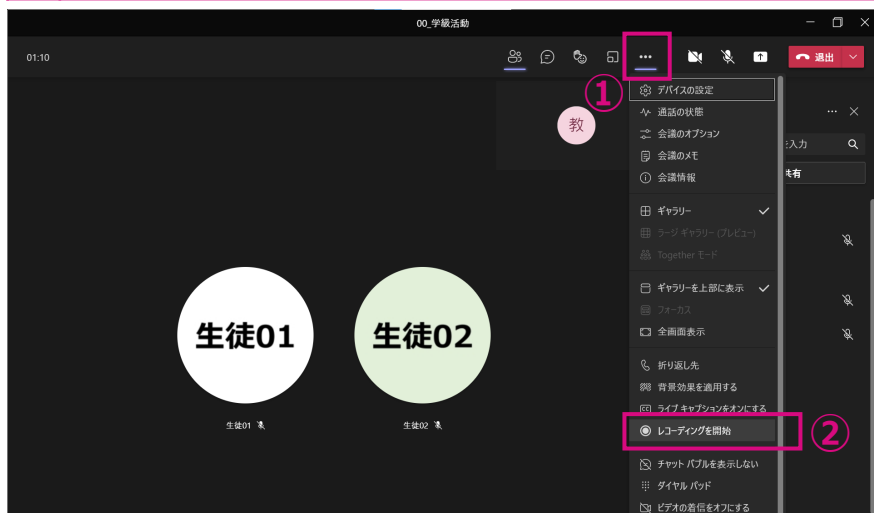 00_学級活動
01:10
退出
①
デバイスの設定
通話の状態
会議のオプション
会議のメモ
会議情報
ギャラリー
ラージ ギャラリー (プレビュー)
Together モード
ギャラリーを上部に表示
フォーカス
全画面表示
折り返し先
背景効果を適用する
CC ライブ キャプションをオンにする
レコーディングを開始
②
チャット バブルを表示しない
ダイヤル パッド
ビデオの着信をオフにする
教
入力
共有
生徒01
生徒02
生徒01
生徒02